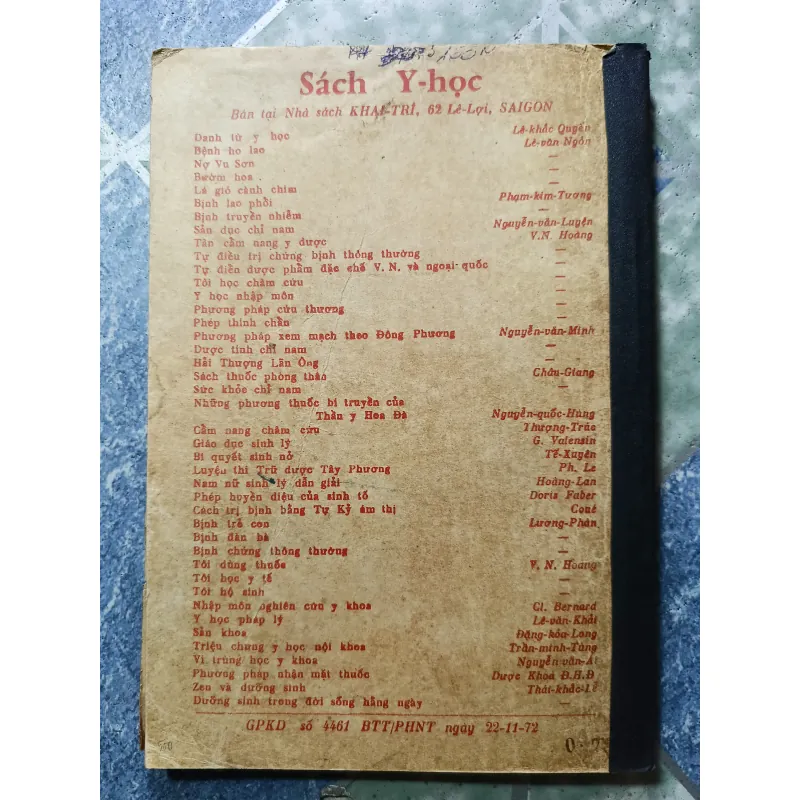 Sách Y-học
Bán tại Nhà sách KHAI-TRÍ, 62 Lê-Lợi, SAIGON
Danh từ y học Lê-khắc Quyến
Bệnh ho lao Lê-văn Ngôn
Nợ Vu Sơn —
Bướm hoa —
Lá gió cành chim —
Bịnh lao phổi Phạm-kim-Tương
Bịnh truyền nhiễm —
Sản dục chỉ nam Nguyễn-văn-Luyện
Tân cẩm nang y dược V.N. Hoàng
Tự điều trị chứng bịnh thông thường —
Tự điển dược phẩm đặc chế V.N. và ngoại-quốc —
Tôi học châm cứu —
Y học nhập môn —
Phương pháp cứu thương —
Phép thính chẩn —
Phương pháp xem mạch theo Đông Phương Nguyễn-văn-Minh
Dược tính chỉ nam —
Hải Thượng Lãn Ông —
Sách thuốc phòng thân Châu-Giang
Sức khỏe chỉ nam —
Những phương thuốc bí truyền của
Thần y Hoa Đà Nguyễn-quốc-Hùng
Cẩm nang châm cứu Thượng-Trúc
Giáo dục sinh lý G. Valensin
Bí quyết sinh nở Tế-Xuyên
Luyện thi Trữ dược Tây Phương Ph. Le
Nam nữ sinh lý dẫn giải Hoàng-Lan
Phép huyền diệu của sinh tố Doris Faber
Cách trị bịnh bằng Tự Kỷ ám thị Coué
Bịnh trẻ con Lương-Phán
Bịnh đàn bà —
Bịnh chứng thông thường —
Tôi dùng thuốc V. N. Hoang
Tôi học y tế —
Tôi hộ sinh —
Nhập môn nghiên cứu y khoa Cl. Bernard
Y học pháp lý Lê-văn-Khải
Sản khoa Đặng-hóa-Long
Triệu chứng y học nội khoa Trần-minh-Tùng
Vi trùng học y khoa Nguyễn-văn-Ái
Phương pháp nhận mặt thuốc Dược Khoa Đ.H.Đ
Zen và dưỡng sinh Thái-khắc-Lễ
Dưỡng sinh trong đời sống hằng ngày —
GPKD số 4461 BTT/PHNT ngày 22-11-72